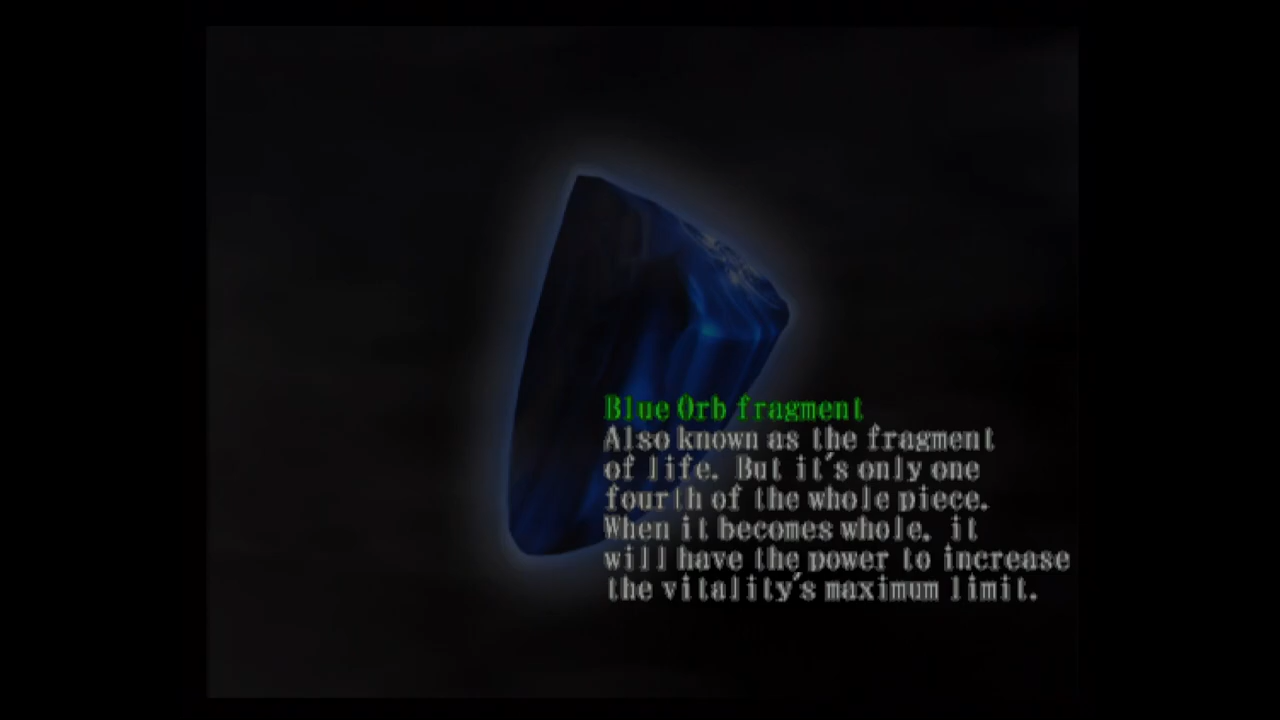 Blue Orb fragment
Also known as the fragment
of life. But it's only one
fourth of the whole piece.
When it becomes whole, it
will have the power to increase
the vitality's maximum limit.